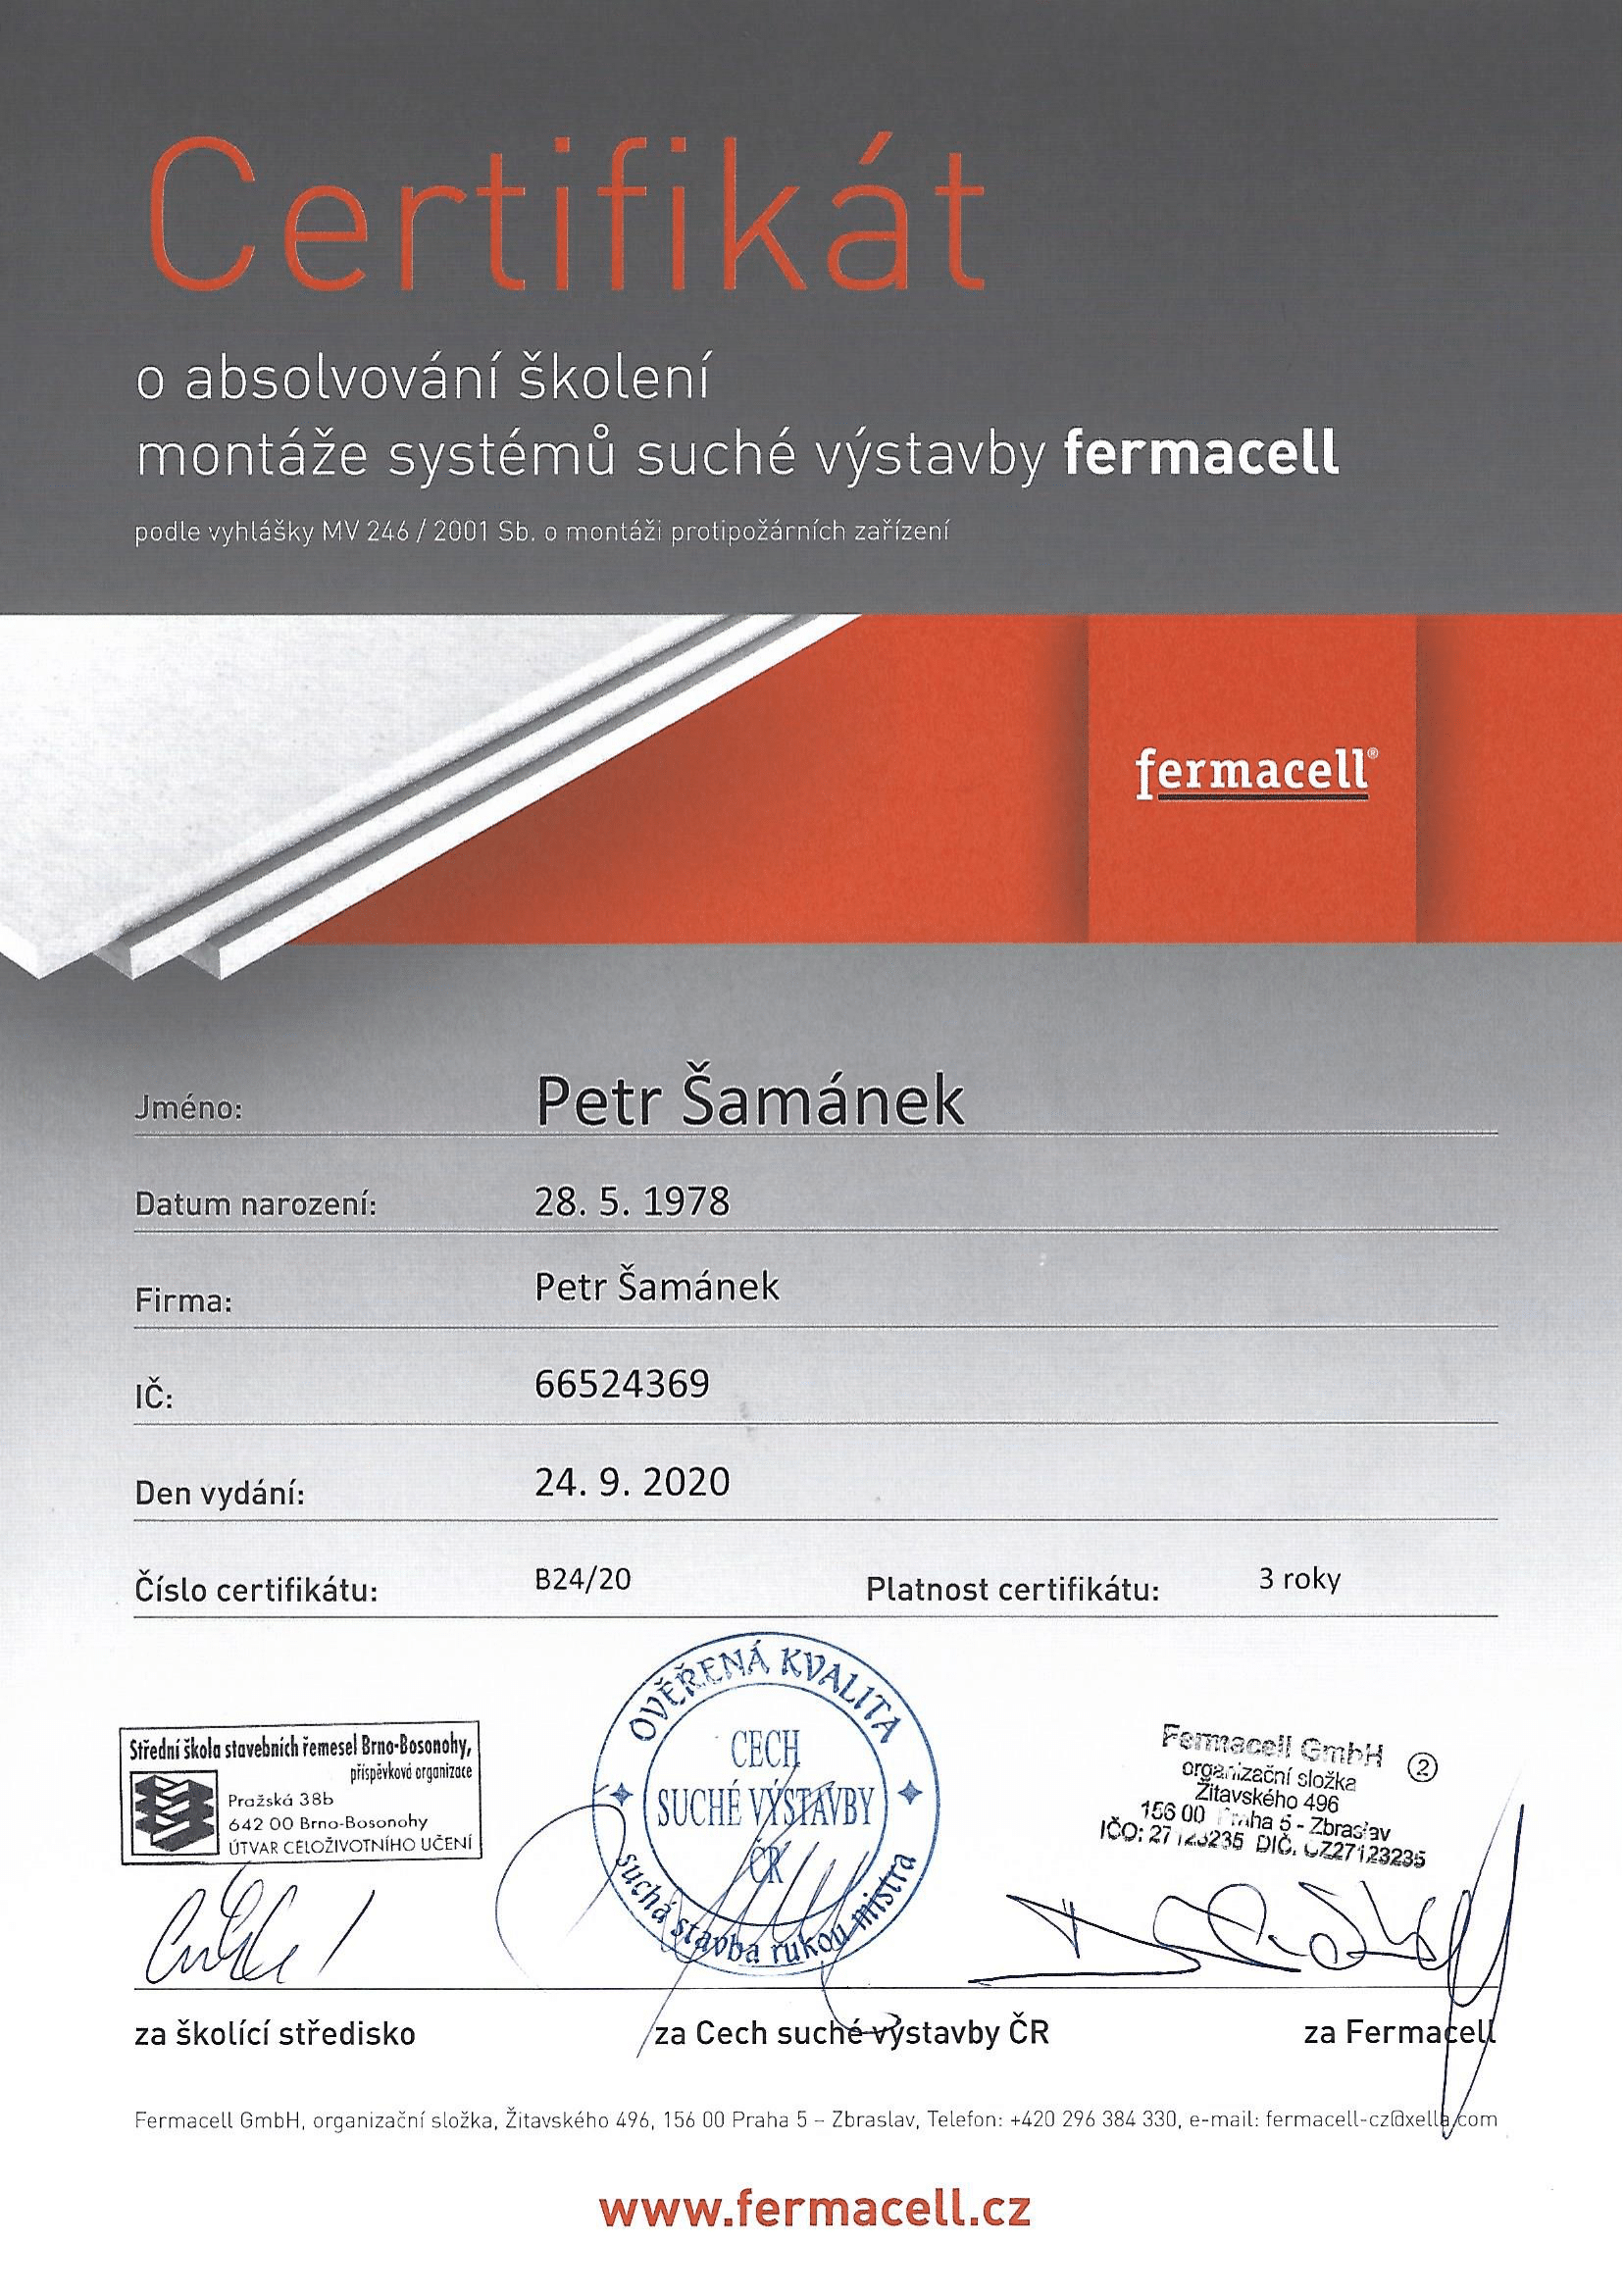 Certifikát
o absolvování školení
montáže systémů suché výstavby fermacell
podle vyhlášky MV 246 / 2001 Sb. o montáži protipožárních zařízení
fermacell®
Jméno: Petr Šamánek
Datum narození: 28. 5. 1978
Firma: Petr Šamánek
IČ: 66524369
Den vydání: 24. 9. 2020
Číslo certifikátu: B24/20 Platnost certifikátu: 3 roky
OVĚŘENÁ KVALITA
CECH
SUCHÉ VÝSTAVBY
ČR
suchá stavba rukou mistra
Střední škola stavebních řemesel Brno-Bosonohy,
příspěvková organizace
Pražská 38b
642 00 Brno-Bosonohy
ÚTVAR CELOŽIVOTNÍHO UČENÍ
Fermacell GmbH 2
organizační složka
Žitavského 496
156 00 Praha 5 - Zbraslav
IČO: 27123235 DIČ: CZ27123235
za školící středisko
za Cech suché výstavby ČR
za Fermacell
Fermacell GmbH, organizační složka, Žitavského 496, 156 00 Praha 5 – Zbraslav, Telefon: +420 296 384 330, e-mail: fermacell-cz@xella.com
www.fermacell.cz